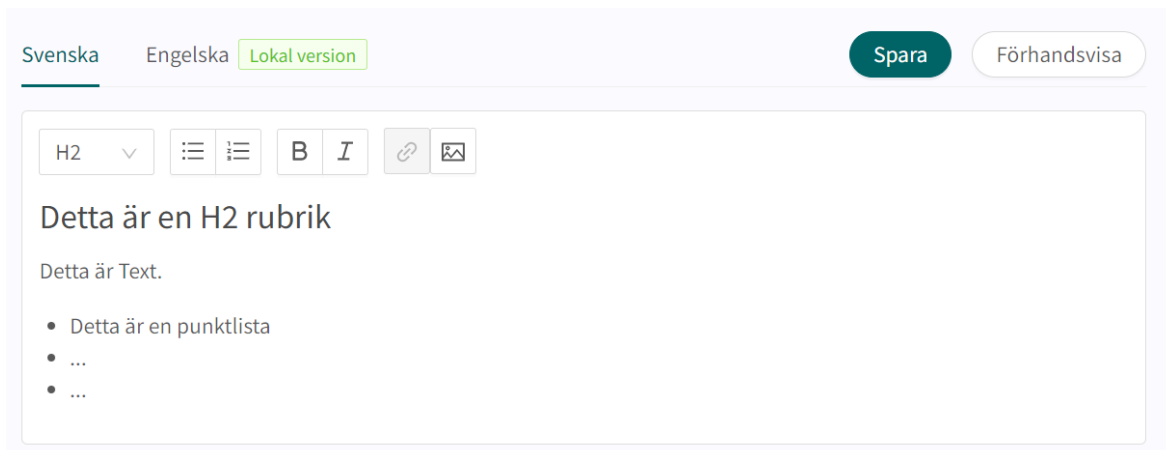 Svenska Engelska Lokal version Spara Förhandsvisa
H2 B I
Detta är en H2 rubrik
Detta är Text.
• Detta är en punktlista
• ...
• ...